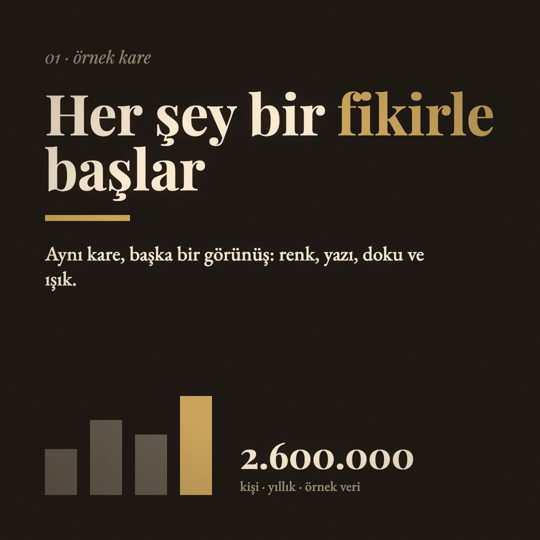 01 · örnek kare
Her şey bir fikirle
başlar
Aynı kare, başka bir görünüş: renk, yazı, doku ve
ışık.
2.600.000
kişi · yıllık · örnek veri